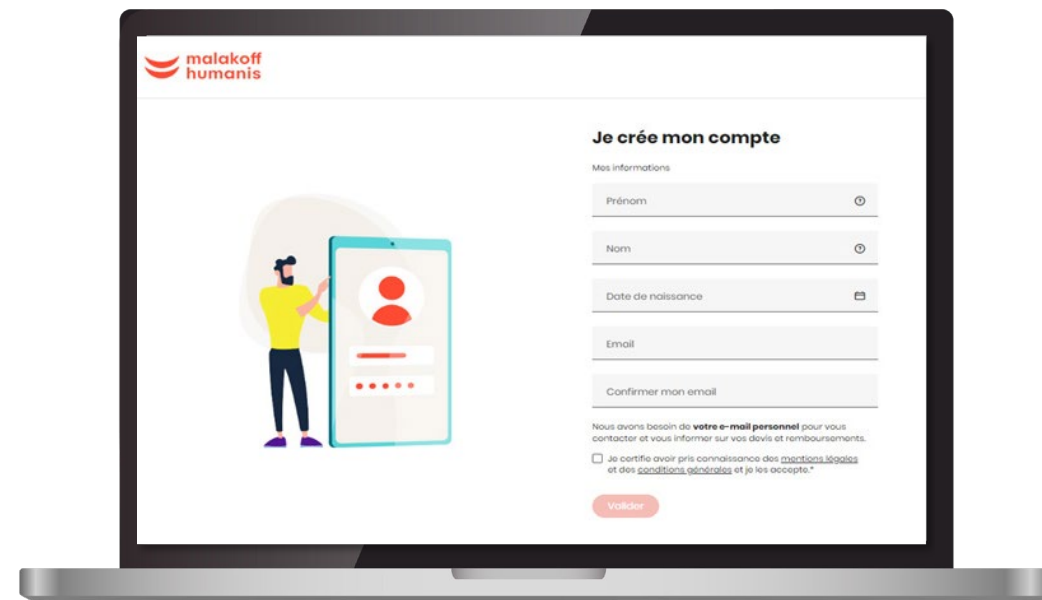 malakoff
humanis
Je crée mon compte
Mes informations
Prénom
Nom
Date de naissance
Email
Confirmer mon email
Nous avons besoin de votre e-mail personnel pour vous
contacter et vous informer sur vos devis et remboursements.
Je certifie avoir pris connaissance des mentions légales
et des conditions générales et je les accepte.*
Valider